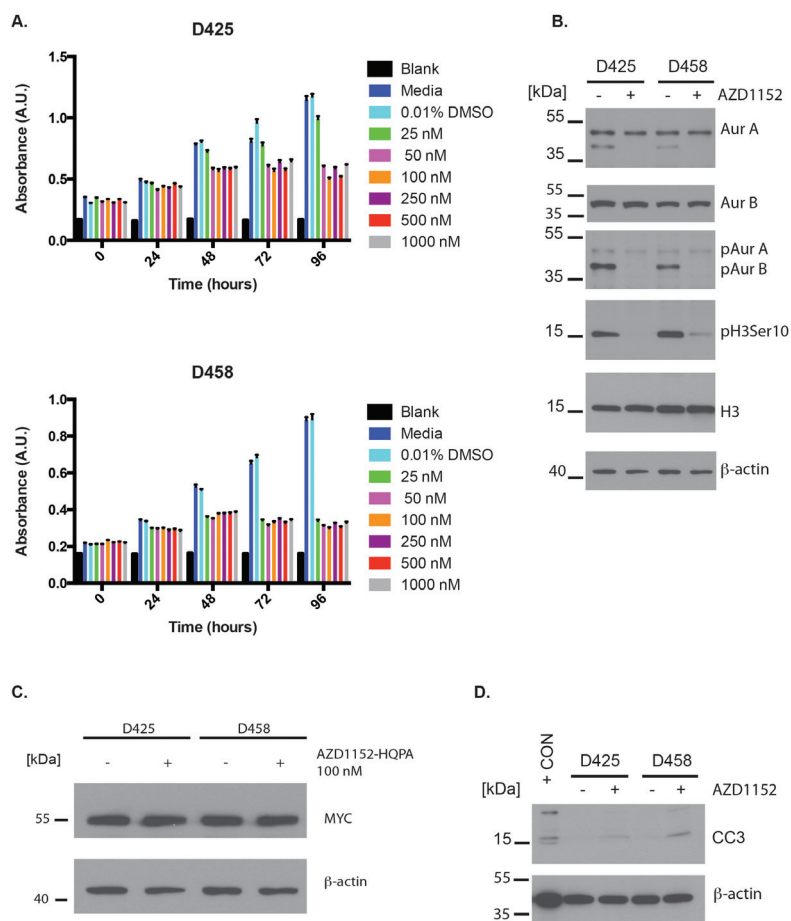 A.
D425
Absorbance (A.U.)
1.5
1.0
0.5
0.0
0 24 48 72 96
Time (hours)
Blank
Media
0.01% DMSO
25 nM
50 nM
100 nM
250 nM
500 nM
1000 nM
D458
Absorbance (A.U.)
1.0
0.8
0.6
0.4
0.2
0.0
0 24 48 72 96
Time (hours)
Blank
Media
0.01% DMSO
25 nM
50 nM
100 nM
250 nM
500 nM
1000 nM
B.
D425 D458
[kDa] - + - + AZD1152
55
35
Aur A
55
35
Aur B
55
35
pAur A
pAur B
15
pH3Ser10
15
H3
40
β-actin
C.
D425 D458
[kDa] - + - + AZD1152-HQPA
100 nM
55
MYC
40
β-actin
D.
+ CON
D425 D458
[kDa] - + - + AZD1152
15
CC3
55
35
β-actin